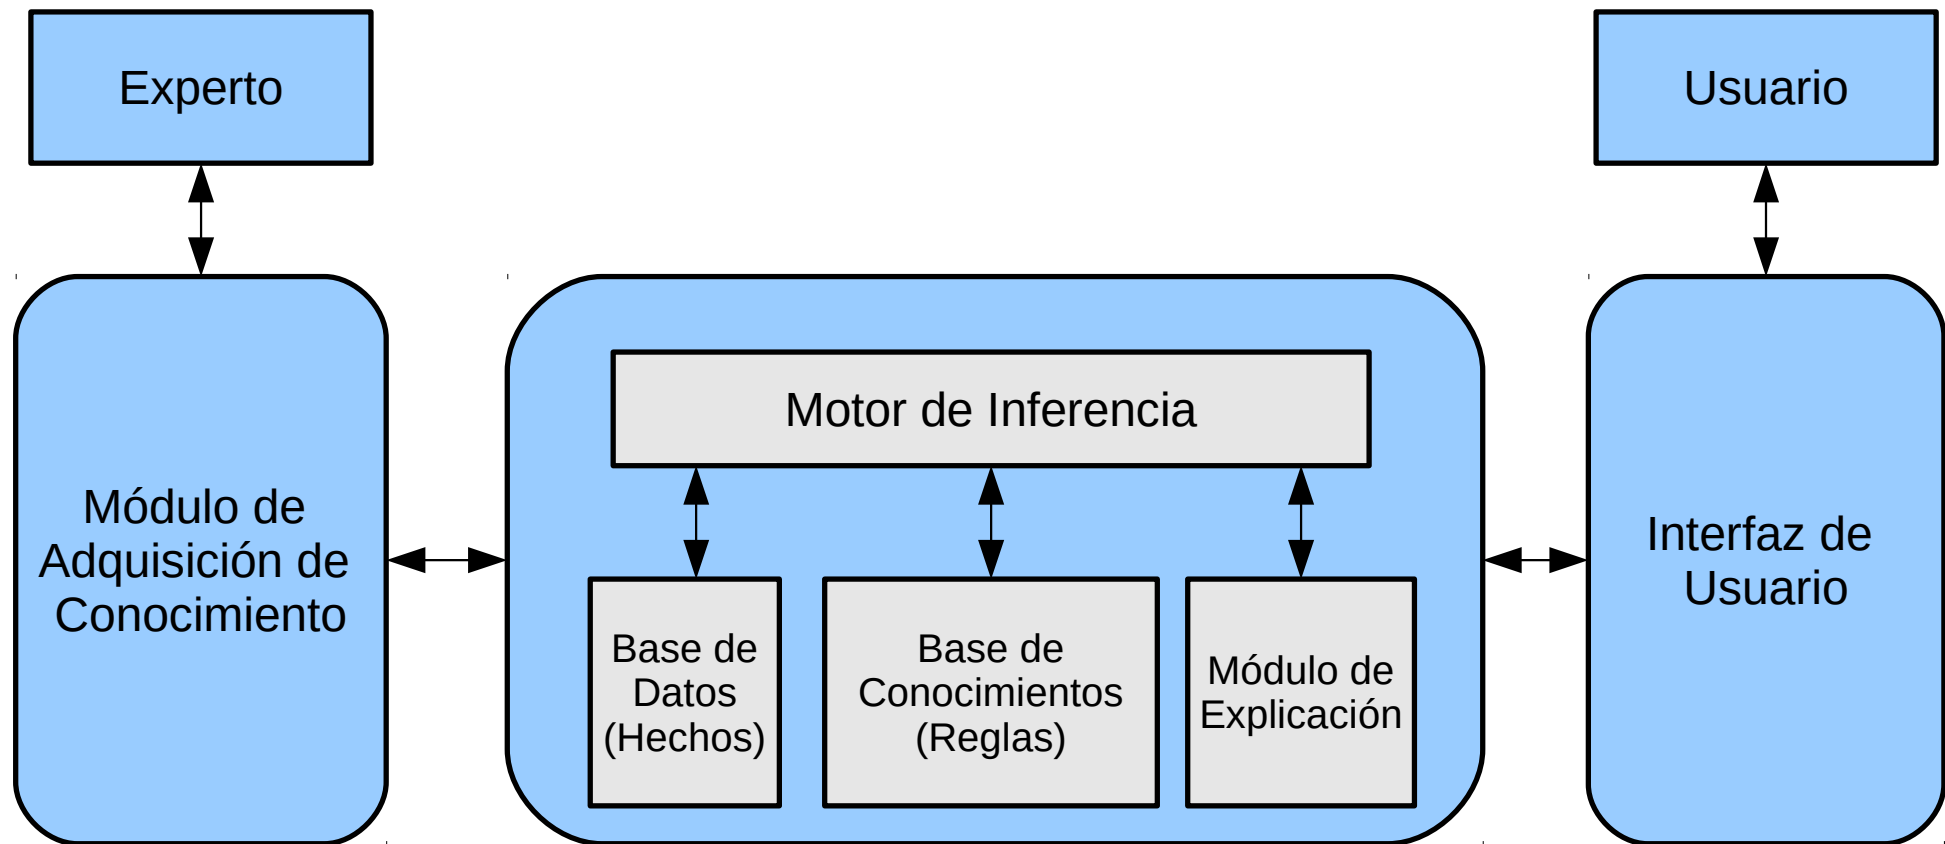 Experto
Usuario
Módulo de
Adquisición de
Conocimiento
Motor de Inferencia
Base de
Datos
(Hechos)
Base de
Conocimientos
(Reglas)
Módulo de
Explicación
Interfaz de
Usuario